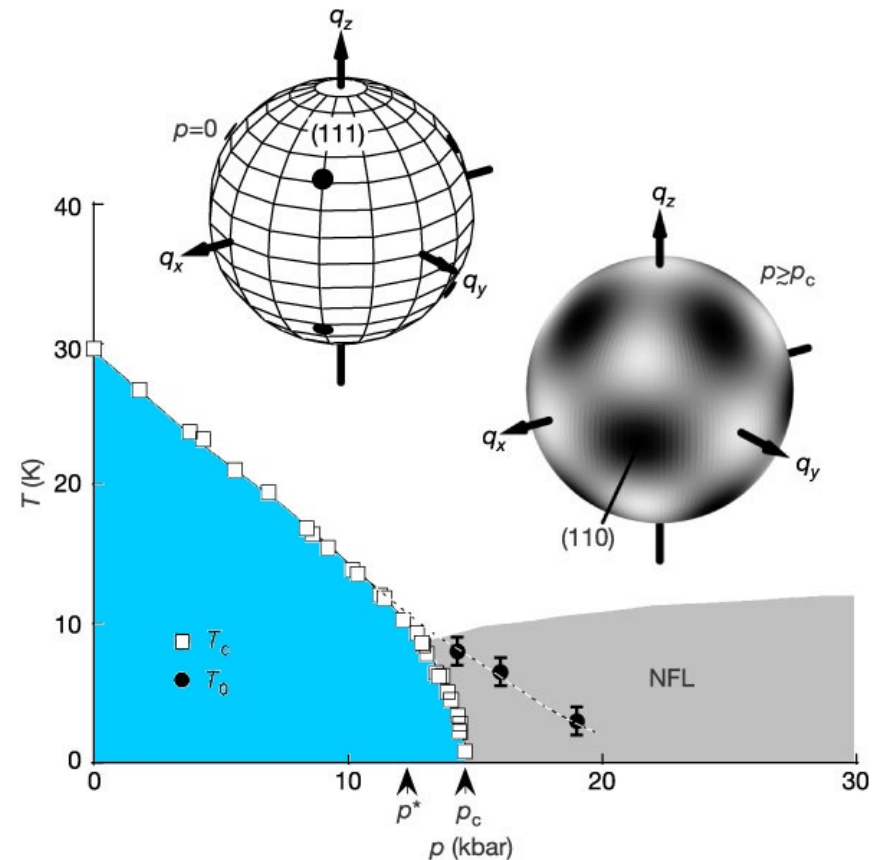 q_z
p=0
(111)
q_x
q_y
q_z
p≳p_c
q_x
q_y
(110)
40
30
20
10
0
T (K)
T_c
T_0
NFL
0
10
20
30
p*
p_c
p (kbar)